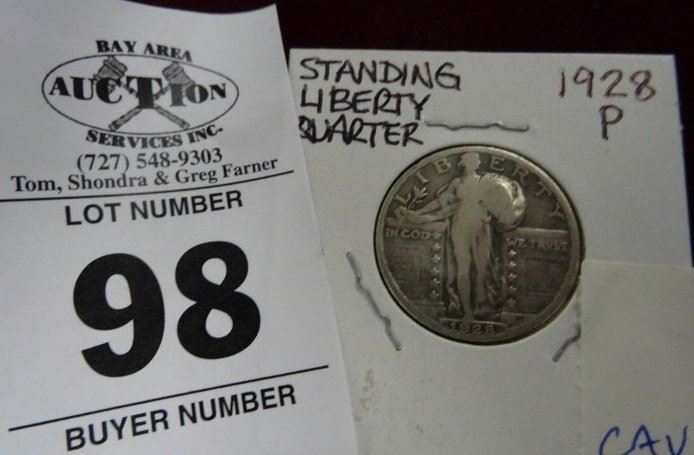 BAY AREA
AUCTION
SERVICES INC.
(727) 548-9303
Tom, Shondra & Greg Farner
LOT NUMBER
98
BUYER NUMBER
STANDING
LIBERTY
QUARTER
1928
P
LIBERTY
IN GOD WE TRUST
1928
CAV